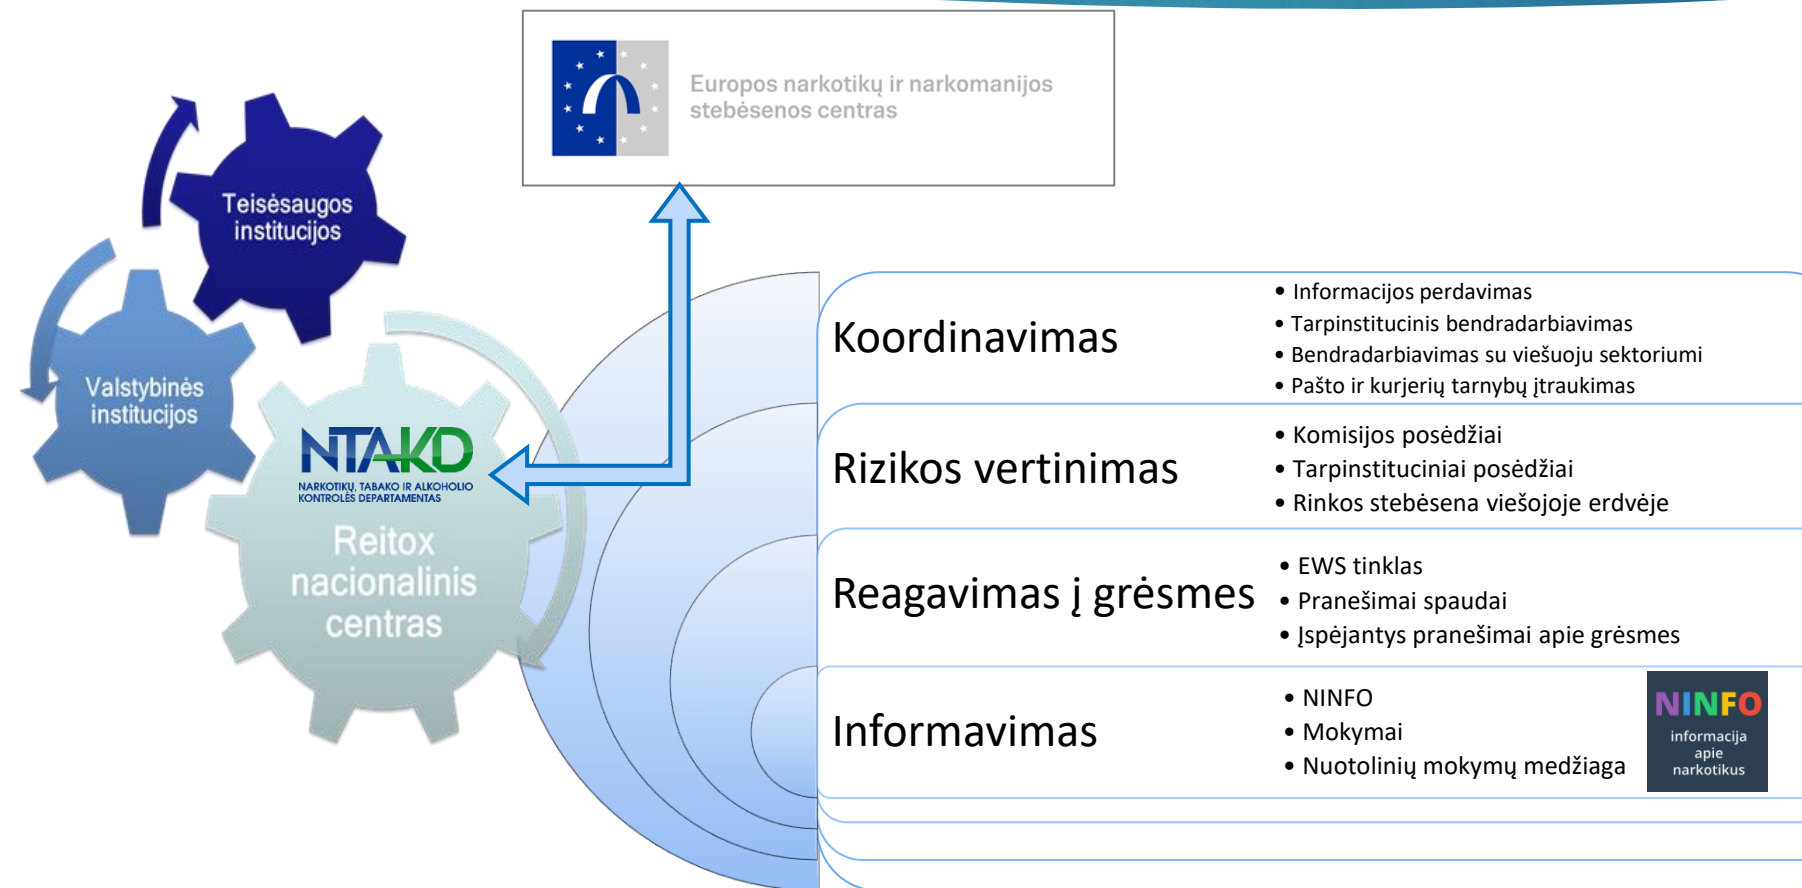 Europos narkotikų ir narkomanijos
stebėsenos centras
Teisėsaugos
institucijos
Valstybinės
institucijos
NTAKD
NARKOTIKŲ, TABAKO IR ALKOHOLIO
KONTROLĖS DEPARTAMENTAS
Reitox
nacionalinis
centras
Koordinavimas
• Informacijos perdavimas
• Tarpinstitucinis bendradarbiavimas
• Bendradarbiavimas su viešuoju sektoriumi
• Pašto ir kurjerių tarnybų įtraukimas
Rizikos vertinimas
• Komisijos posėdžiai
• Tarpinstituciniai posėdžiai
• Rinkos stebėsena viešojoje erdvėje
Reagavimas į grėsmes
• EWS tinklas
• Pranešimai spaudai
• Įspėjantys pranešimai apie grėsmes
Informavimas
• NINFO
• Mokymai
• Nuotolinių mokymų medžiaga
NINFO
informacija
apie
narkotikus